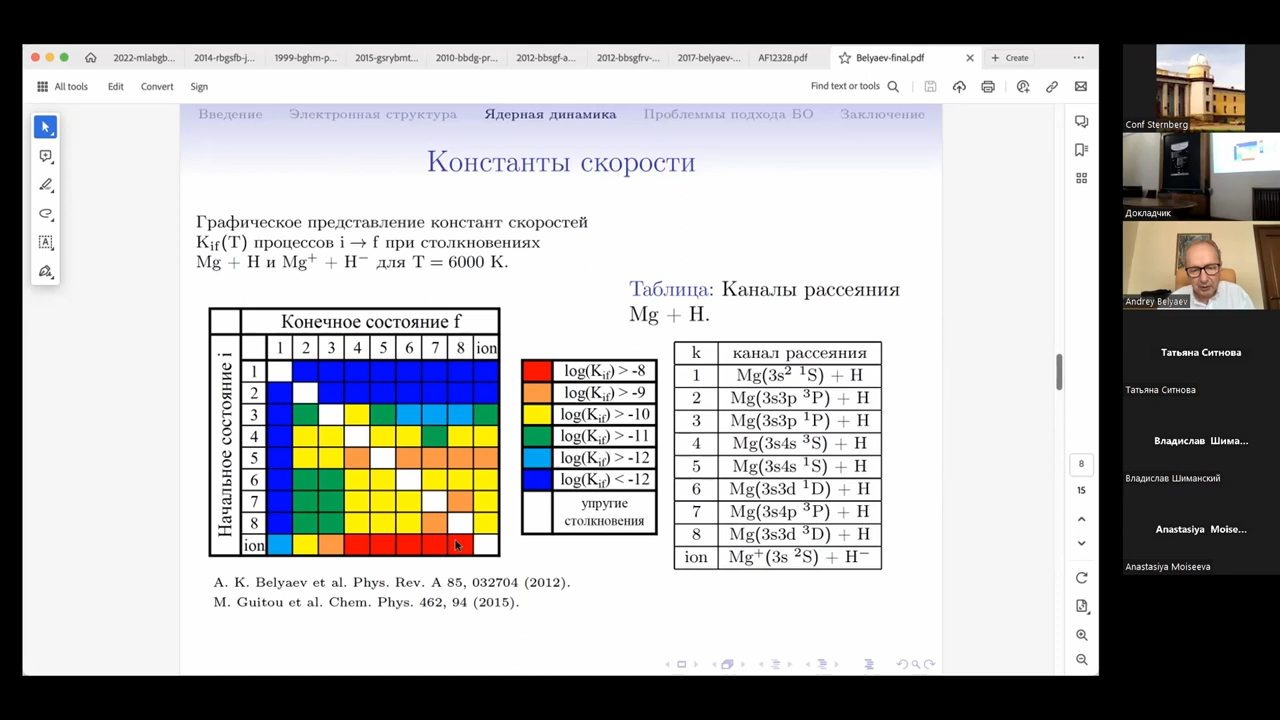 2022-mlabgb... 2014-rbgsfb-j... 1999-bghm-p... 2015-gsrybmt... 2010-bbdg-pr... 2012-bbsgf-a... 2012-bbsgfrv-... 2017-belyaev-... AF12328.pdf Belyaev-final.pdf Create
All tools Edit Convert Sign Find text or tools
Введение Электронная структура Ядерная динамика Проблемы подхода БО Заключение
Константы скорости
Графическое представление констант скоростей
K_if(T) процессов i → f при столкновениях
Mg + H и Mg⁺ + H⁻ для T = 6000 K.
Таблица: Каналы рассеяния
Mg + H.
Конечное состояние f
1 2 3 4 5 6 7 8 ion
Начальное состояние i
1
2
3
4
5
6
7
8
ion
log(K_if) > -8
log(K_if) > -9
log(K_if) > -10
log(K_if) > -11
log(K_if) > -12
log(K_if) < -12
упругие
столкновения
k канал рассеяния
1 Mg(3s² ¹S) + H
2 Mg(3s3p ³P) + H
3 Mg(3s3p ¹P) + H
4 Mg(3s4s ³S) + H
5 Mg(3s4s ¹S) + H
6 Mg(3s3d ¹D) + H
7 Mg(3s4p ³P) + H
8 Mg(3s3d ³D) + H
ion Mg⁺(3s ²S) + H⁻
A. K. Belyaev et al. Phys. Rev. A 85, 032704 (2012).
M. Guitou et al. Chem. Phys. 462, 94 (2015).
8
15
Conf Sternberg
Докладчик
Andrey Belyaev
Татьяна Ситнова
Татьяна Ситнова
Владислав Шима...
Владислав Шиманский
Anastasiya Moise...
Anastasiya Moiseeva